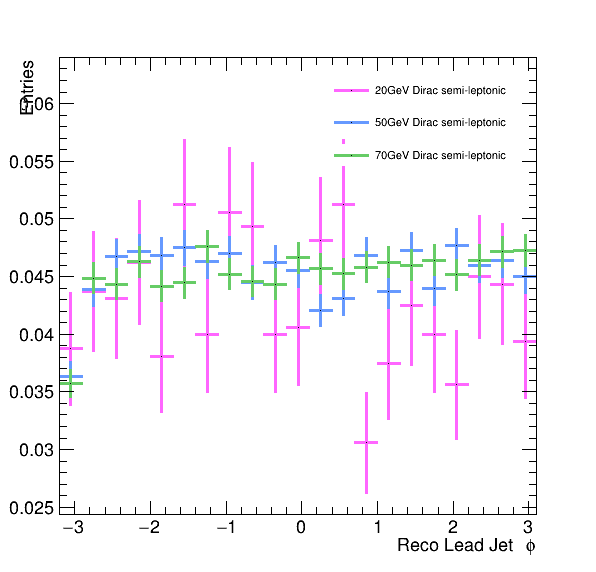 Entries
0.06
0.055
0.05
0.045
0.04
0.035
0.03
0.025
20GeV Dirac semi-leptonic
50GeV Dirac semi-leptonic
70GeV Dirac semi-leptonic
−3 −2 −1 0 1 2 3
Reco Lead Jet ϕ